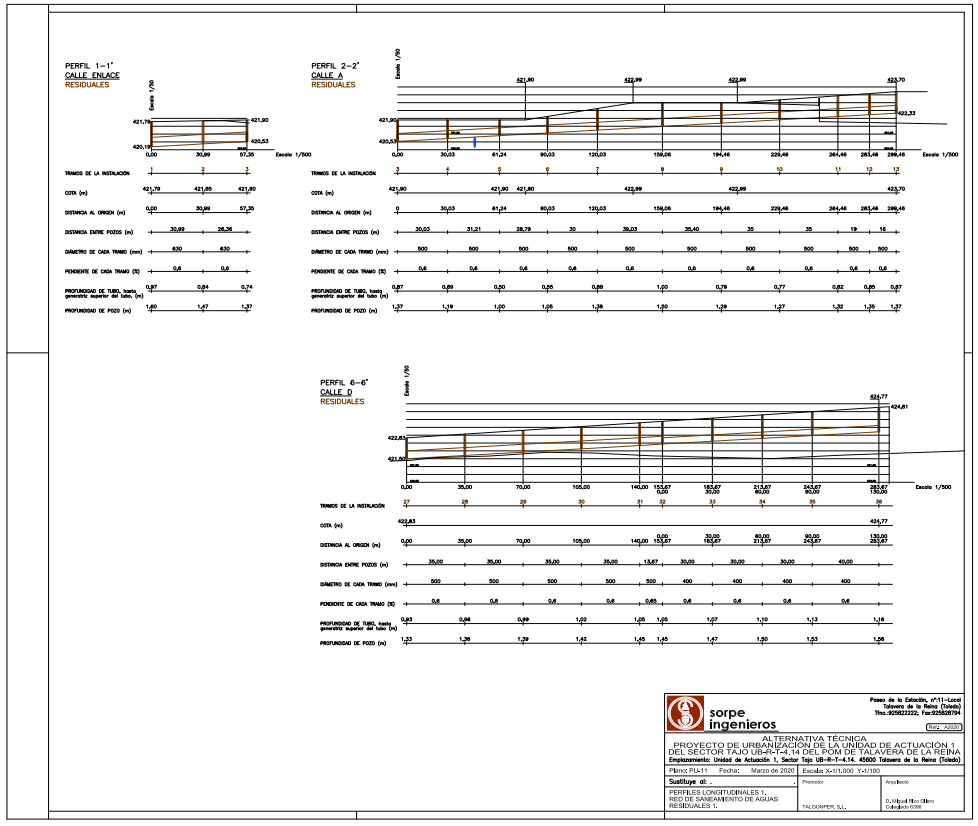 PERFIL 1-1'
CALLE ENLACE
RESIDUALES
Escala 1/50
421,79
421,90
420,19
420,53
0,00 30,99 57,35 Escala 1/500
TRAMOS DE LA INSTALACIÓN 1 2 3
COTA (m) 421,79 421,85 421,90
DISTANCIA AL ORIGEN (m) 0,00 30,99 57,35
DISTANCIA ENTRE POZOS (m) 30,99 26,36
DIÁMETRO DE CADA TRAMO (mm) 630 630
PENDIENTE DE CADA TRAMO (%) 0,6 0,6
PROFUNDIDAD DE TUBO, hasta generatriz superior del tubo, (m) 0,97 0,84 0,74
PROFUNDIDAD DE POZO (m) 1,60 1,47 1,37
PERFIL 2-2'
CALLE A
RESIDUALES
Escala 1/50
421,90 422,99 422,99 423,70
421,90
422,33
420,53
0,00 30,03 61,24 90,03 120,03 159,06 194,46 229,46 264,46 283,46 299,46 Escala 1/500
TRAMOS DE LA INSTALACIÓN 3 4 5 6 7 8 9 10 11 12 13
COTA (m) 421,90 421,90 421,90 422,99 422,99 423,70
DISTANCIA AL ORIGEN (m) 0 30,03 61,24 90,03 120,03 159,06 194,46 229,46 264,46 283,46 299,46
DISTANCIA ENTRE POZOS (m) 30,03 31,21 28,79 30 39,03 35,40 35 35 19 16
DIÁMETRO DE CADA TRAMO (mm) 500 500 500 500 500 500 500 500 500 500
PENDIENTE DE CADA TRAMO (%) 0,6 0,6 0,6 0,6 0,6 0,6 0,6 0,6 0,6 0,6
PROFUNDIDAD DE TUBO, hasta generatriz superior del tubo, (m) 0,87 0,69 0,50 0,55 0,88 1,00 0,79 0,77 0,82 0,85 0,87
PROFUNDIDAD DE POZO (m) 1,37 1,19 1,00 1,05 1,38 1,50 1,29 1,27 1,32 1,35 1,37
PERFIL 6-6'
CALLE D
RESIDUALES
Escala 1/50
424,77
424,81
422,83
421,50
0,00 35,00 70,00 105,00 140,00 153,67 183,67 213,67 243,67 283,67 Escala 1/500
0,00 30,00 60,00 90,00 130,00
TRAMOS DE LA INSTALACIÓN 27 28 29 30 31 32 33 34 35 36
COTA (m) 422,83 424,77
0,00 30,00 60,00 90,00 130,00
DISTANCIA AL ORIGEN (m) 0,00 35,00 70,00 105,00 140,00 153,67 183,67 213,67 243,67 283,67
DISTANCIA ENTRE POZOS (m) 35,00 35,00 35,00 35,00 13,67 30,00 30,00 30,00 40,00
DIÁMETRO DE CADA TRAMO (mm) 500 500 500 500 500 400 400 400 400
PENDIENTE DE CADA TRAMO (%) 0,6 0,6 0,6 0,6 0,65 0,6 0,6 0,6 0,6
PROFUNDIDAD DE TUBO, hasta generatriz superior del tubo (m) 0,93 0,96 0,99 1,02 1,05 1,05 1,07 1,10 1,13 1,16
PROFUNDIDAD DE POZO (m) 1,33 1,36 1,39 1,42 1,45 1,45 1,47 1,50 1,53 1,56
sorpe
ingenieros
Paseo de la Estación, nº:11-Local
Talavera de la Reina (Toledo)
Tfno.:925822222; Fax:925828794
Ref.: A2020
ALTERNATIVA TÉCNICA
PROYECTO DE URBANIZACIÓN DE LA UNIDAD DE ACTUACIÓN 1
DEL SECTOR TAJO UB-R-T-4.14 DEL POM DE TALAVERA DE LA REINA
Emplazamiento: Unidad de Actuación 1, Sector Tajo UB-R-T-4.14. 45600 Talavera de la Reina (Toledo)
Plano: PU-11 Fecha: Marzo de 2020 Escala: X-1/1.000 Y-1/100
Sustituye al: . .
PERFILES LONGITUDINALES 1.
RED DE SANEAMIENTO DE AGUAS
RESIDUALES 1.
Promotor
TALGONPER, S.L.
Arquitecto
D. Miguel Rizo Ollero
Colegiado 6396